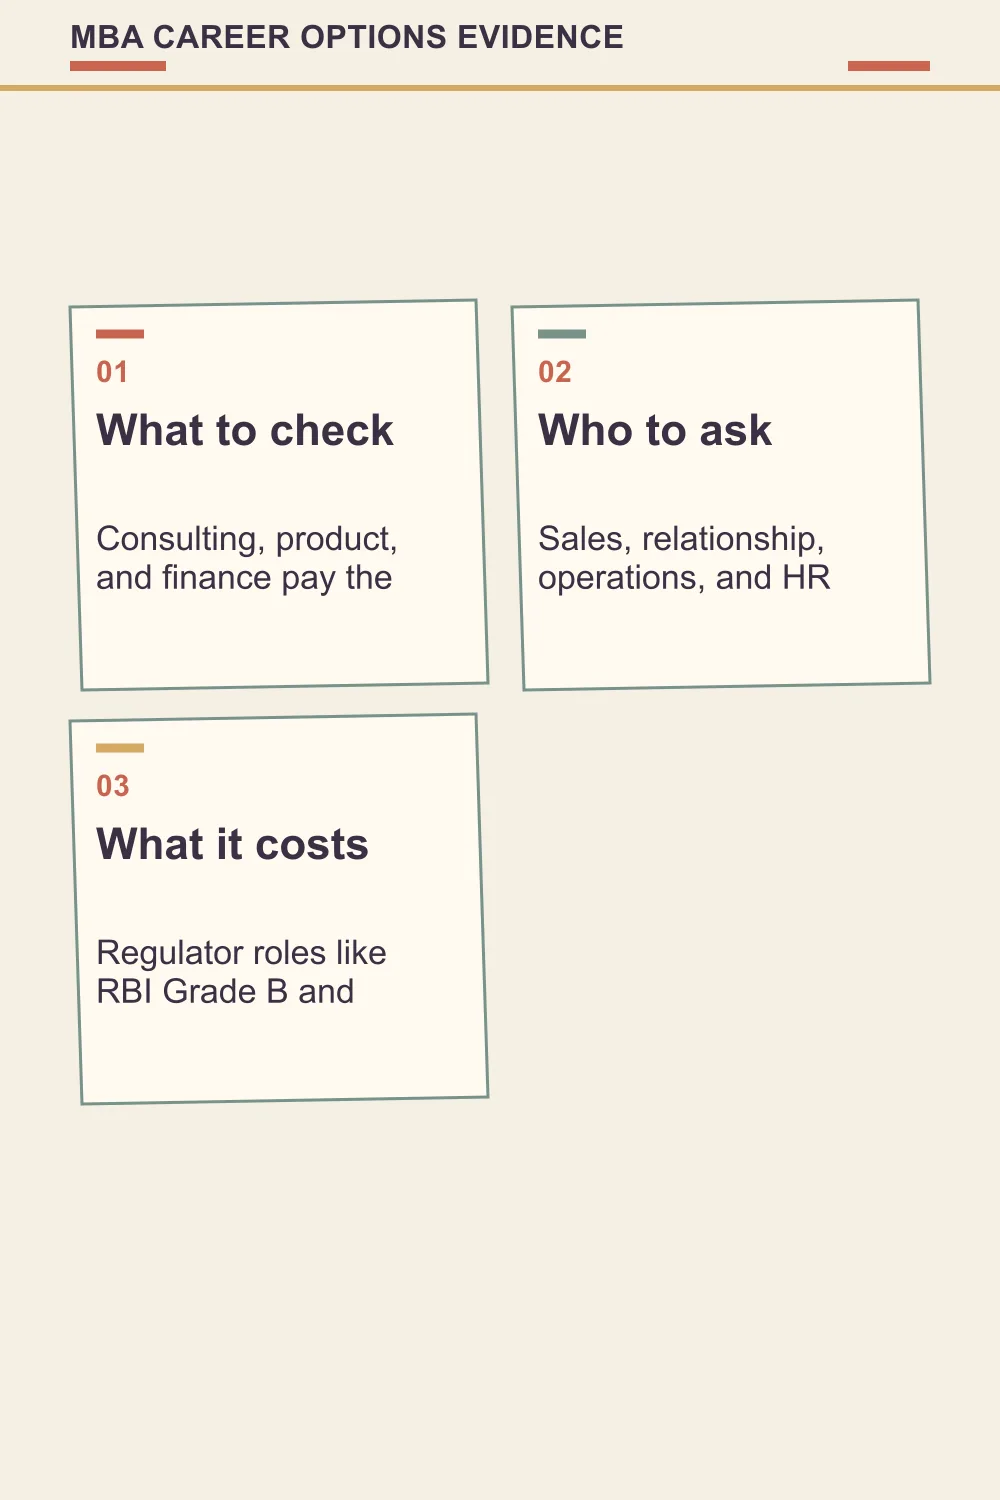 MBA CAREER OPTIONS EVIDENCE
01
What to check
Consulting, product,
and finance pay the
02
Who to ask
Sales, relationship,
operations, and HR
03
What it costs
Regulator roles like
RBI Grade B and